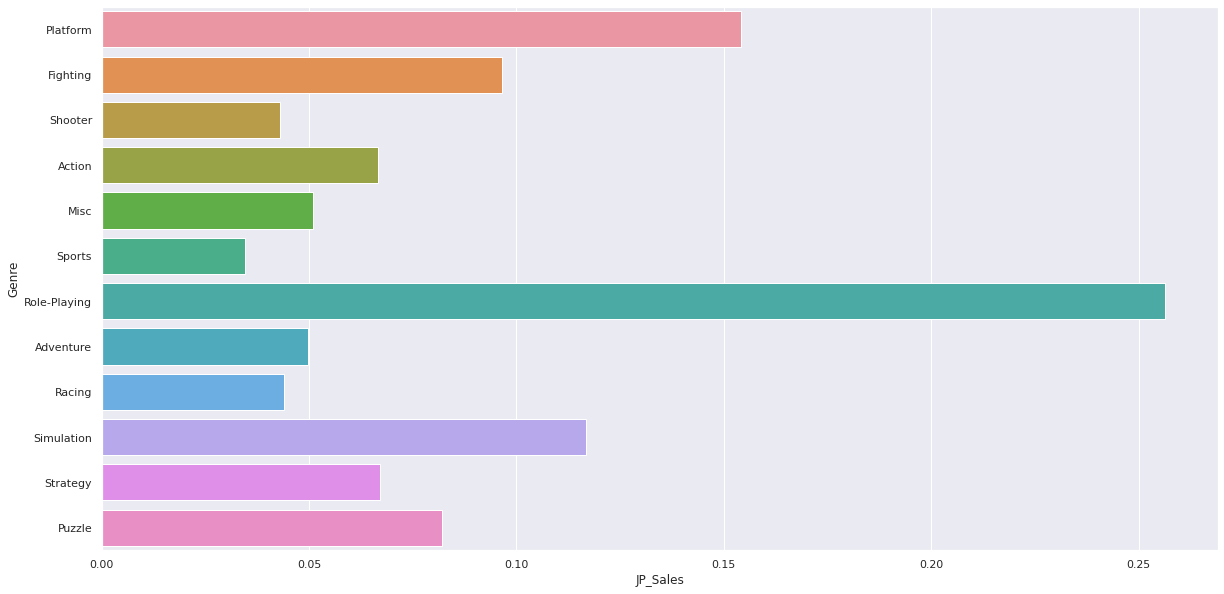 Platform
Fighting
Shooter
Action
Misc
Sports
Role-Playing
Adventure
Racing
Simulation
Strategy
Puzzle
Genre
0.00 0.05 0.10 0.15 0.20 0.25
JP_Sales